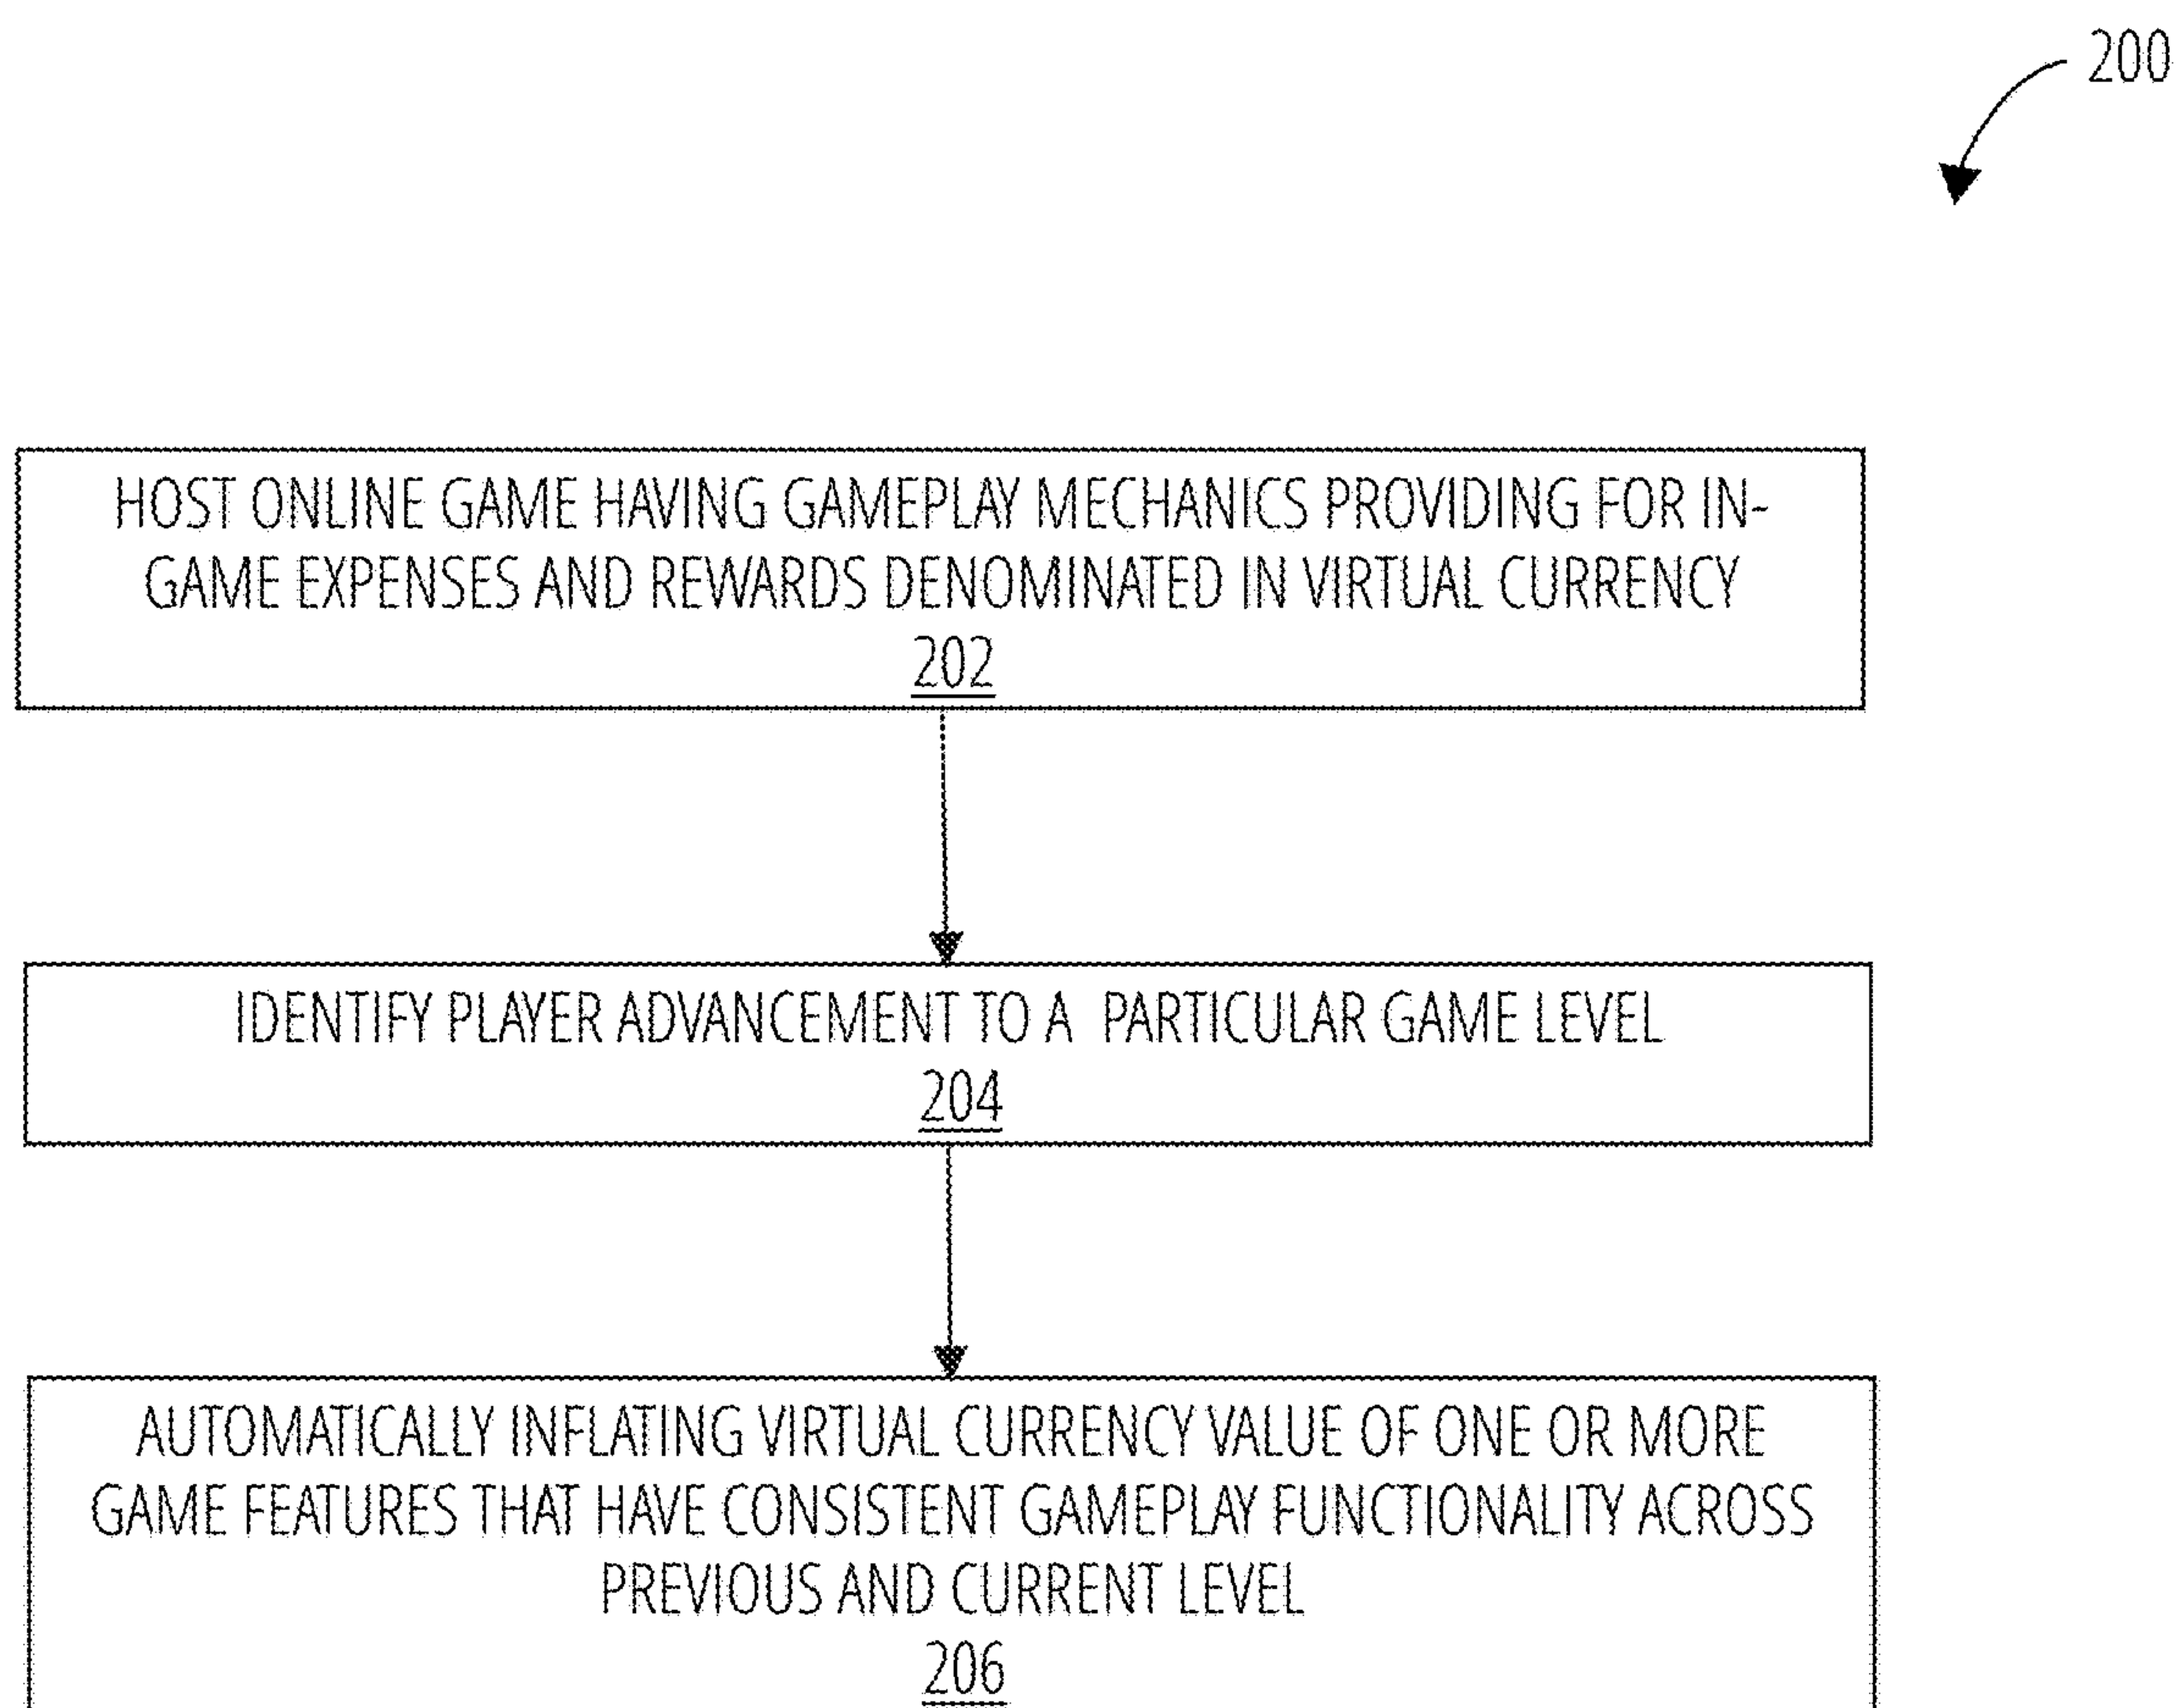 200
HOST ONLINE GAME HAVING GAMEPLAY MECHANICS PROVIDING FOR IN-
GAME EXPENSES AND REWARDS DENOMINATED IN VIRTUAL CURRENCY
202
IDENTIFY PLAYER ADVANCEMENT TO A PARTICULAR GAME LEVEL
204
AUTOMATICALLY INFLATING VIRTUAL CURRENCY VALUE OF ONE OR MORE
GAME FEATURES THAT HAVE CONSISTENT GAMEPLAY FUNCTIONALITY ACROSS
PREVIOUS AND CURRENT LEVEL
206